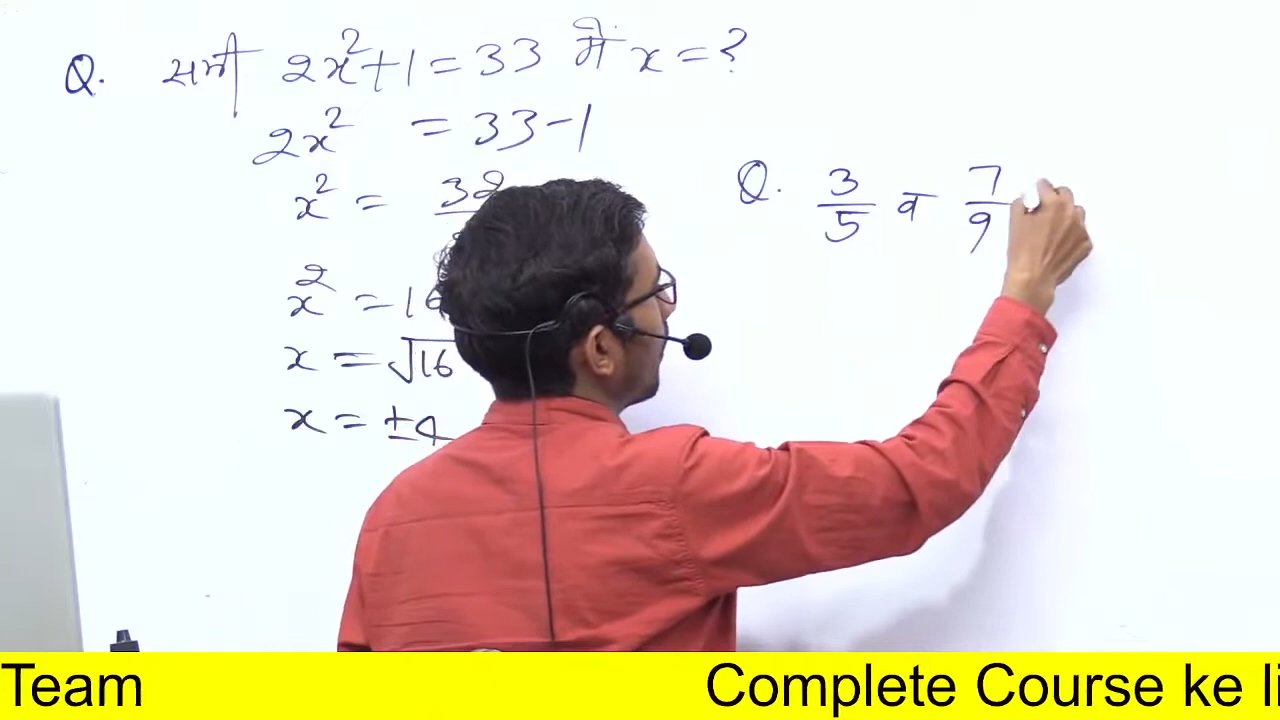 Q. समी 2x²+1=33 मे x=?
2x² = 33-1
x² = 32
x² =16
x = √16
x = ±4
Q. 3/5 व 7/9
Team Complete Course ke li